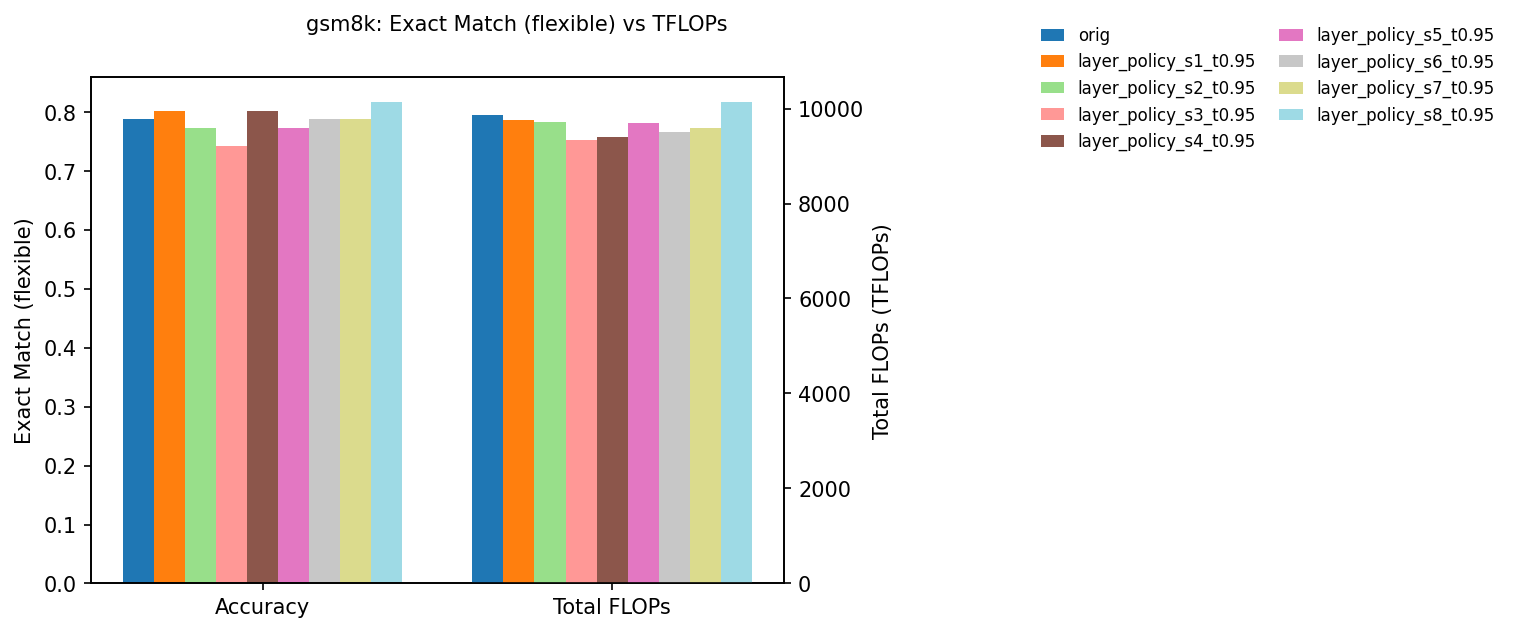 gsm8k: Exact Match (flexible) vs TFLOPs
orig
layer_policy_s1_t0.95
layer_policy_s2_t0.95
layer_policy_s3_t0.95
layer_policy_s4_t0.95
layer_policy_s5_t0.95
layer_policy_s6_t0.95
layer_policy_s7_t0.95
layer_policy_s8_t0.95
Exact Match (flexible)
0.8
0.7
0.6
0.5
0.4
0.3
0.2
0.1
0.0
Accuracy
Total FLOPs
10000
8000
6000
4000
2000
0
Total FLOPs (TFLOPs)